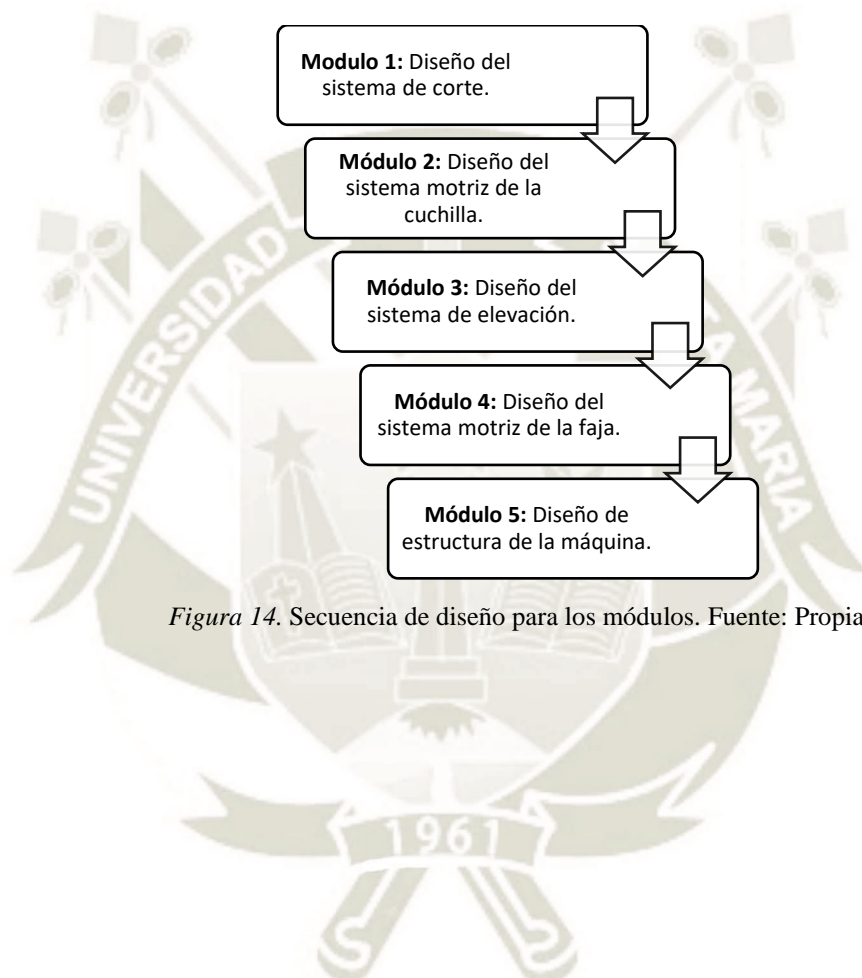 Modulo 1: Diseño del
sistema de corte.
Módulo 2: Diseño del
sistema motriz de la
cuchilla.
Módulo 3: Diseño del
sistema de elevación.
Módulo 4: Diseño del
sistema motriz de la faja.
Módulo 5: Diseño de
estructura de la máquina.
Figura 14. Secuencia de diseño para los módulos. Fuente: Propia
UNIVERSIDAD
TA MARIA
1961